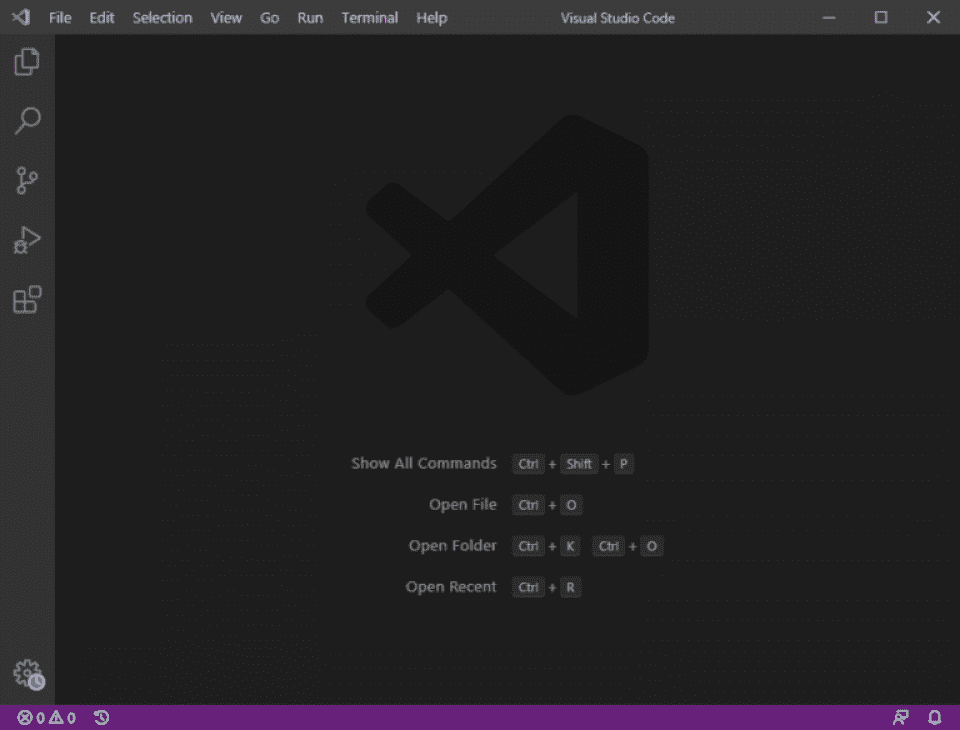 File Edit Selection View Go Run Terminal Help Visual Studio Code
Show All Commands Ctrl + Shift + P
Open File Ctrl + O
Open Folder Ctrl + K Ctrl + O
Open Recent Ctrl + R
0 0